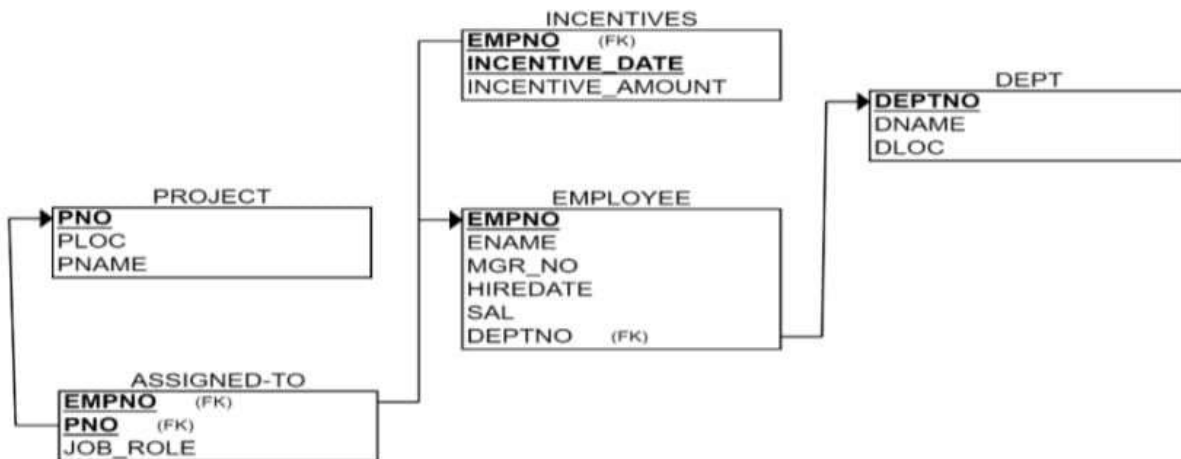 INCENTIVES
EMPNO (FK)
INCENTIVE_DATE
INCENTIVE_AMOUNT
DEPT
DEPTNO
DNAME
DLOC
PROJECT
PNO
PLOC
PNAME
EMPLOYEE
EMPNO
ENAME
MGR_NO
HIREDATE
SAL
DEPTNO (FK)
ASSIGNED-TO
EMPNO (FK)
PNO (FK)
JOB_ROLE